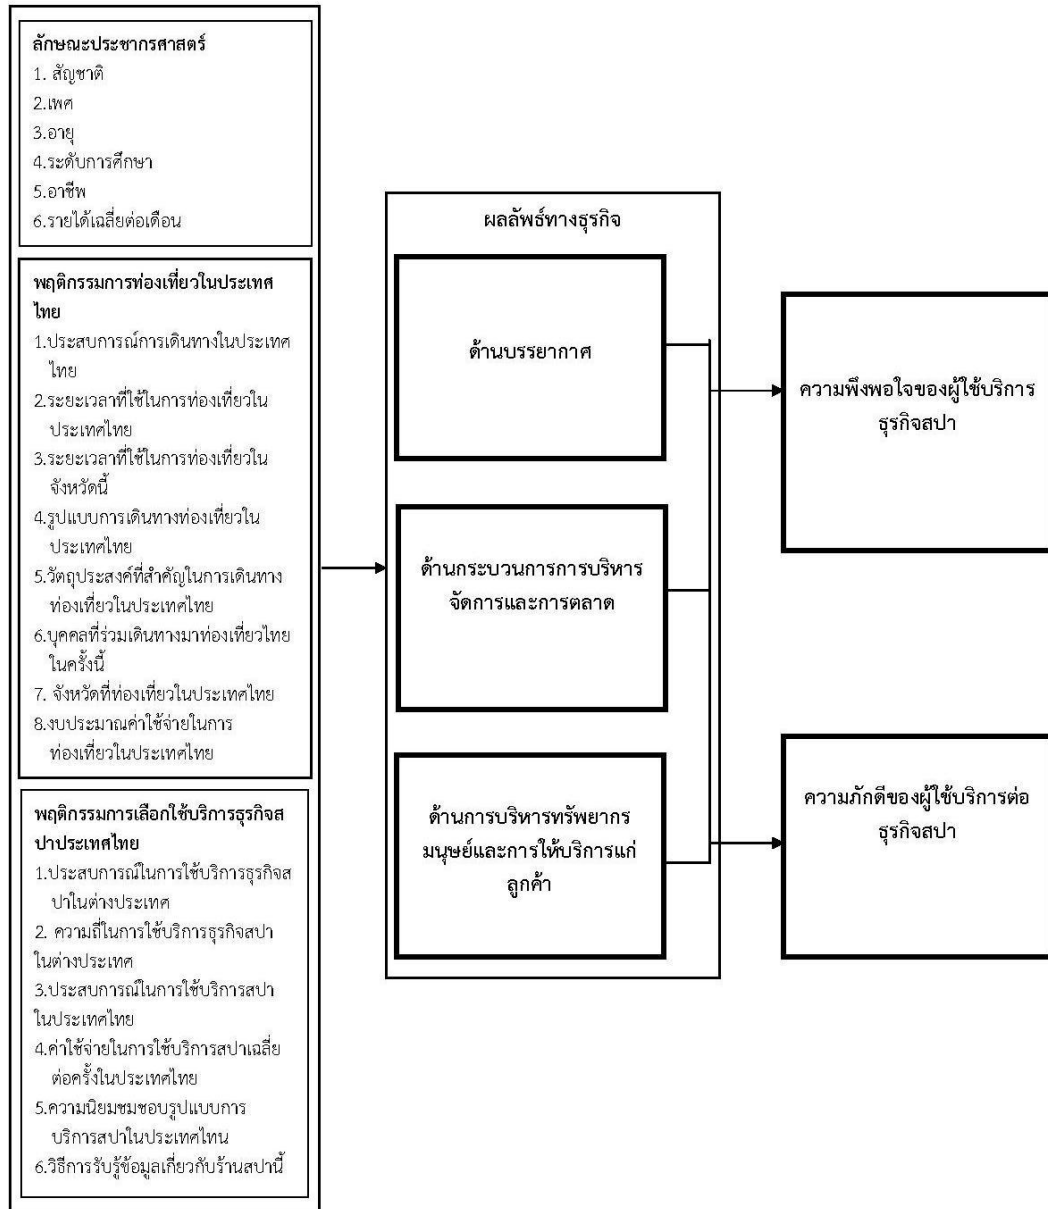 ลักษณะประชากรศาสตร์
1. สัญชาติ
2.เพศ
3.อายุ
4.ระดับการศึกษา
5.อาชีพ
6.รายได้เฉลี่ยต่อเดือน
พฤติกรรมการท่องเที่ยวในประเทศ
ไทย
1.ประสบการณ์การเดินทางในประเทศ
ไทย
2.ระยะเวลาที่ใช้ในการท่องเที่ยวใน
ประเทศไทย
3.ระยะเวลาที่ใช้ในการท่องเที่ยวใน
จังหวัดนี้
4.รูปแบบการเดินทางท่องเที่ยวใน
ประเทศไทย
5.วัตถุประสงค์ที่สำคัญในการเดินทาง
ท่องเที่ยวในประเทศไทย
6.บุคคลที่ร่วมเดินทางมาท่องเที่ยวไทย
ในครั้งนี้
7. จังหวัดที่ท่องเที่ยวในประเทศไทย
8.งบประมาณค่าใช้จ่ายในการ
ท่องเที่ยวในประเทศไทย
พฤติกรรมการเลือกใช้บริการธุรกิจส
ปาประเทศไทย
1.ประสบการณ์ในการใช้บริการธุรกิจส
ปาในต่างประเทศ
2. ความถี่ในการใช้บริการธุรกิจสปา
ในต่างประเทศ
3.ประสบการณ์ในการใช้บริการสปา
ในประเทศไทย
4.ค่าใช้จ่ายในการใช้บริการสปาเฉลี่ย
ต่อครั้งในประเทศไทย
5.ความนิยมชมชอบรูปแบบการ
บริการสปาในประเทศไทน
6.วิธีการรับรู้ข้อมูลเกี่ยวกับร้านสปานี้
ผลลัพธ์ทางธุรกิจ
ด้านบรรยากาศ
ด้านกระบวนการการบริหาร
จัดการและการตลาด
ด้านการบริหารทรัพยากร
มนุษย์และการให้บริการแก่
ลูกค้า
ความพึงพอใจของผู้ใช้บริการ
ธุรกิจสปา
ความภักดีของผู้ใช้บริการต่อ
ธุรกิจสปา